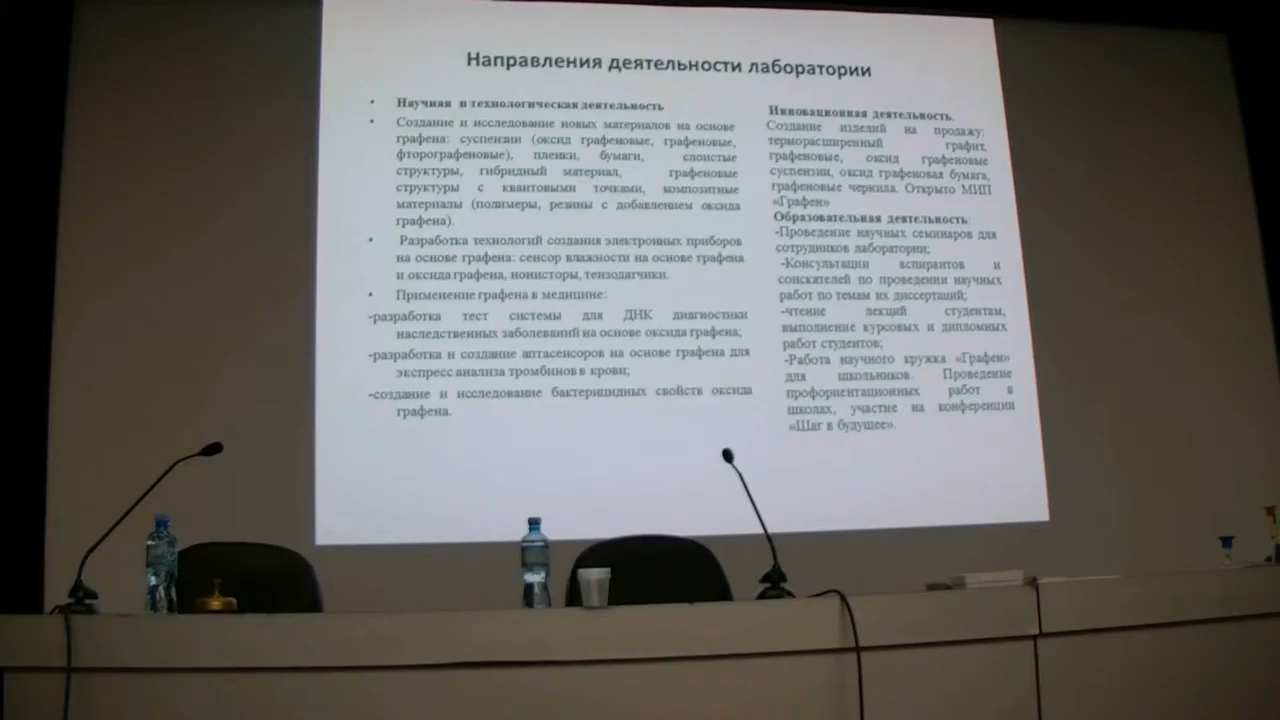 Направления деятельности лаборатории
• Научная и технологическая деятельность
• Создание и исследование новых материалов на основе
графена: суспензии (оксид графеновые, графеновые,
фторографеновые), пленки, бумаги, слоистые
структуры, гибридный материал, графеновые
структуры с квантовыми точками, композитные
материалы (полимеры, резины с добавлением оксида
графена).
• Разработка технологий создания электронных приборов
на основе графена: сенсор влажности на основе графена
и оксида графена, ионисторы, тензодатчики.
• Применение графена в медицине:
-разработка тест системы для ДНК диагностики
наследственных заболеваний на основе оксида графена;
-разработка и создание аптасенсоров на основе графена для
экспресс анализа тромбинов в крови;
-создание и исследование бактерицидных свойств оксида
графена.
Инновационная деятельность.
Создание изделий на продажу:
терморасширенный графит,
графеновые, оксид графеновые
суспензии, оксид графеновая бумага,
графеновые чернила. Открыто МИП
«Графен»
Образовательная деятельность:
-Проведение научных семинаров для
сотрудников лаборатории;
-Консультации аспирантов и
соискателей по проведении научных
работ по темам их диссертаций;
-чтение лекций студентам,
выполнение курсовых и дипломных
работ студентов;
-Работа научного кружка «Графен»
для школьников. Проведение
профориентационных работ в
школах, участие на конференции
«Шаг в будущее».